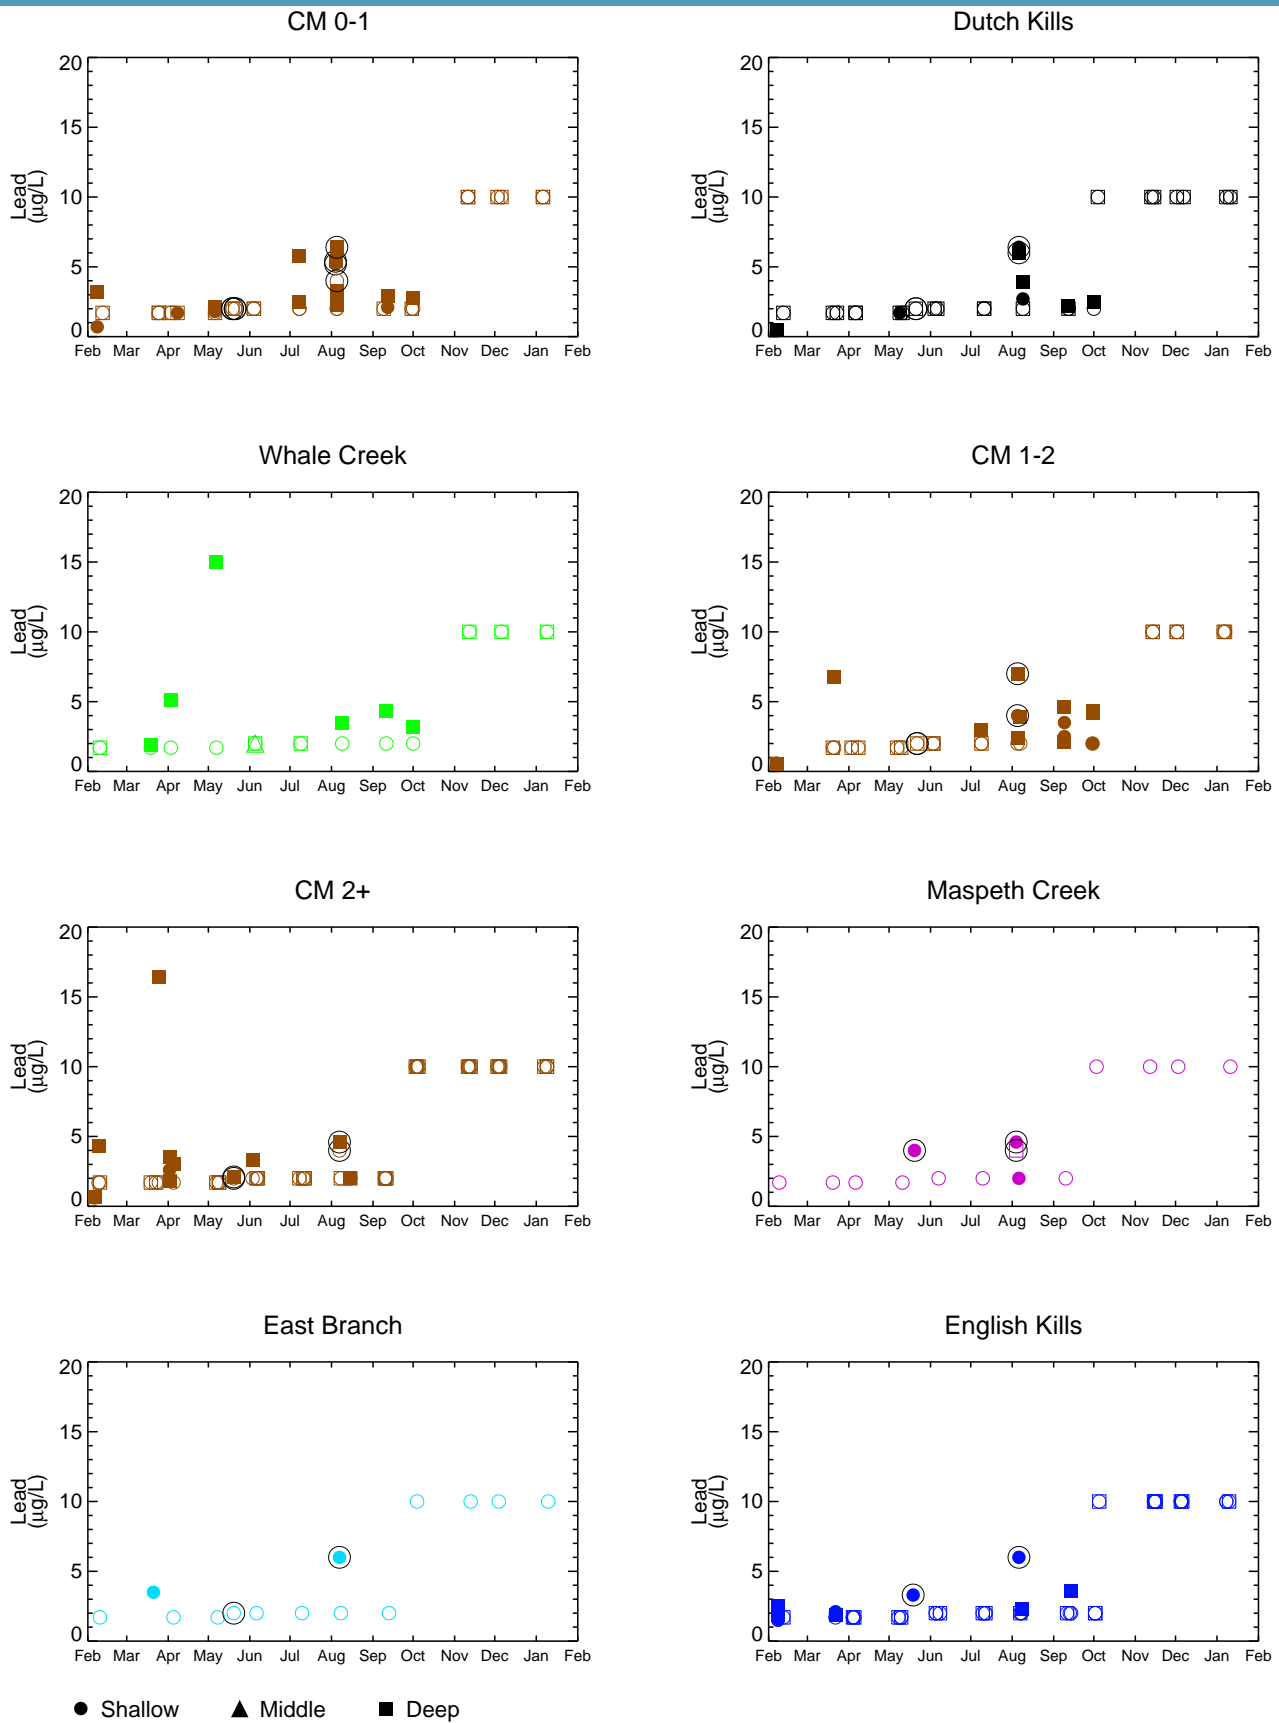 CM 0-1
Dutch Kills
20
15
10
5
0
Lead
(µg/L)
Feb Mar Apr May Jun Jul Aug Sep Oct Nov Dec Jan Feb
20
15
10
5
0
Lead
(µg/L)
Feb Mar Apr May Jun Jul Aug Sep Oct Nov Dec Jan Feb
Whale Creek
CM 1-2
20
15
10
5
0
Lead
(µg/L)
Feb Mar Apr May Jun Jul Aug Sep Oct Nov Dec Jan Feb
20
15
10
5
0
Lead
(µg/L)
Feb Mar Apr May Jun Jul Aug Sep Oct Nov Dec Jan Feb
CM 2+
Maspeth Creek
20
15
10
5
0
Lead
(µg/L)
Feb Mar Apr May Jun Jul Aug Sep Oct Nov Dec Jan Feb
20
15
10
5
0
Lead
(µg/L)
Feb Mar Apr May Jun Jul Aug Sep Oct Nov Dec Jan Feb
East Branch
English Kills
20
15
10
5
0
Lead
(µg/L)
Feb Mar Apr May Jun Jul Aug Sep Oct Nov Dec Jan Feb
20
15
10
5
0
Lead
(µg/L)
Feb Mar Apr May Jun Jul Aug Sep Oct Nov Dec Jan Feb
Shallow Middle Deep